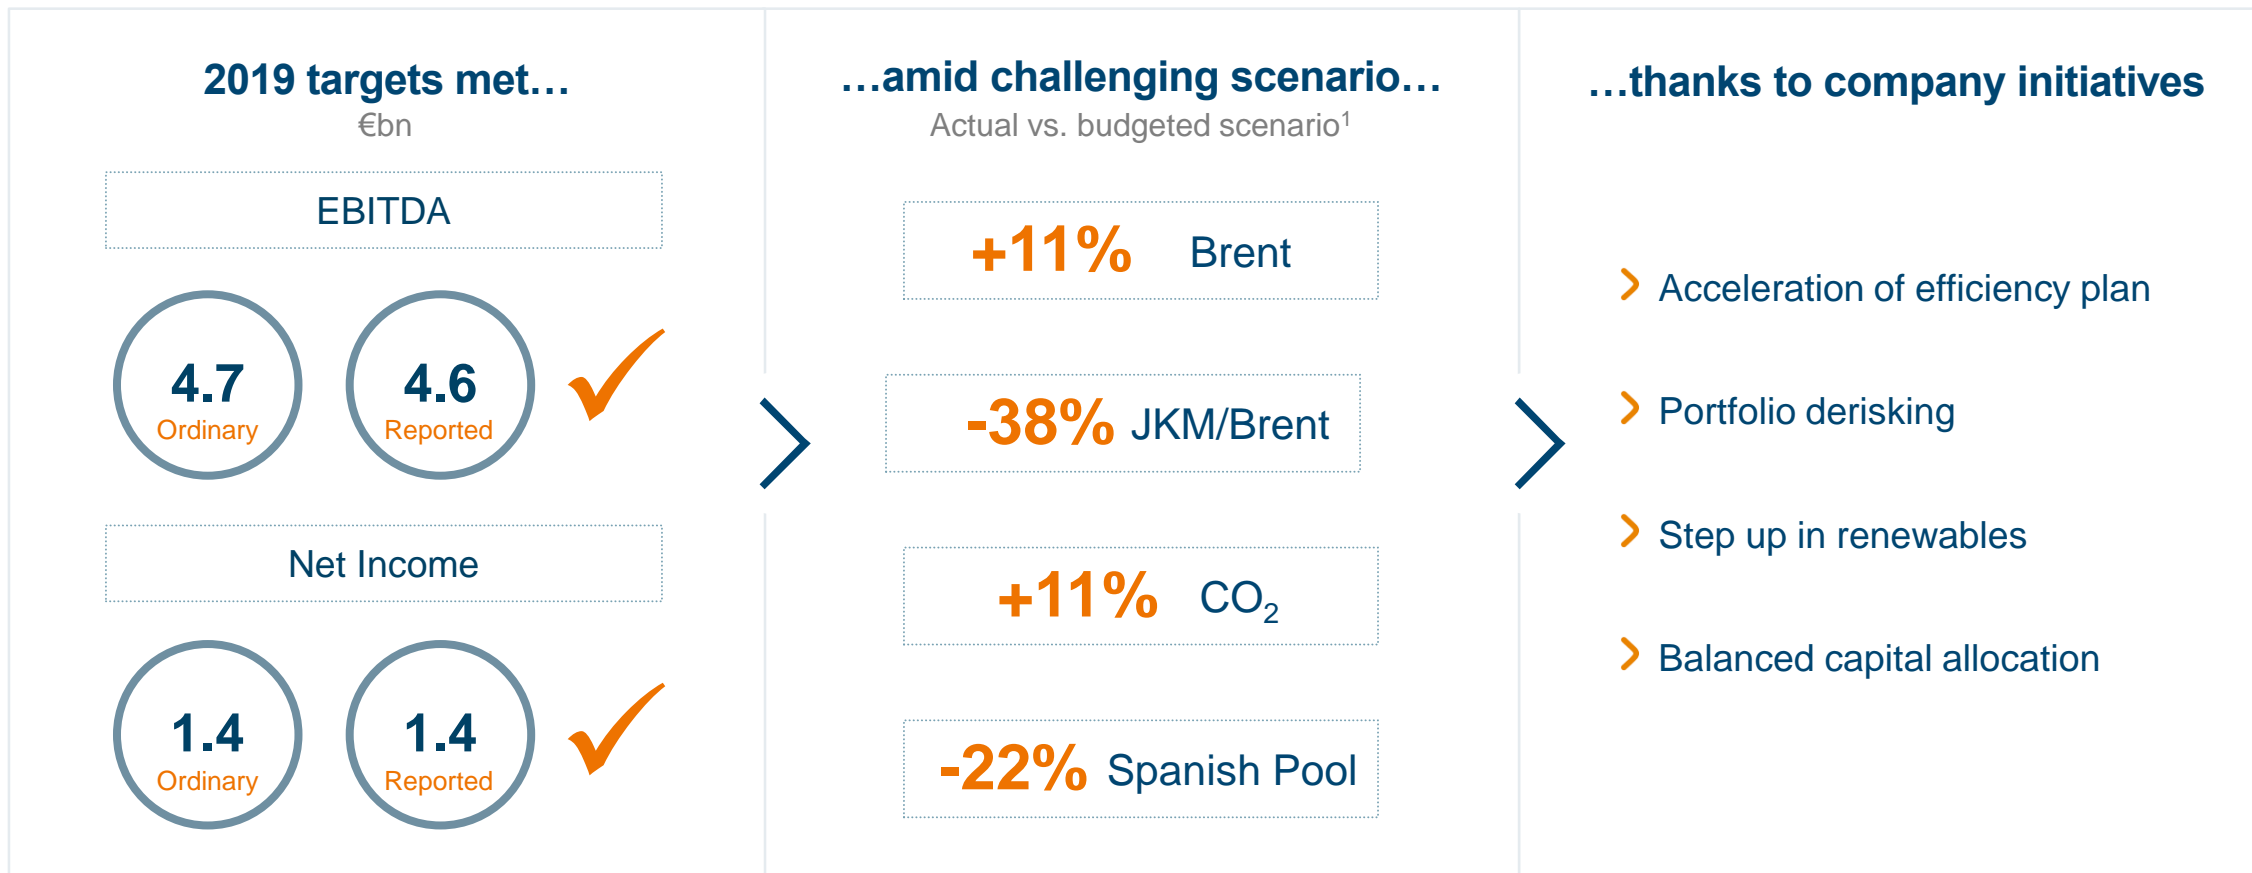 2019 targets met…
€bn
EBITDA
4.7
Ordinary
4.6
Reported
Net Income
1.4
Ordinary
1.4
Reported
…amid challenging scenario…
Actual vs. budgeted scenario¹
+11% Brent
-38% JKM/Brent
+11% CO₂
-22% Spanish Pool
…thanks to company initiatives
Acceleration of efficiency plan
Portfolio derisking
Step up in renewables
Balanced capital allocation